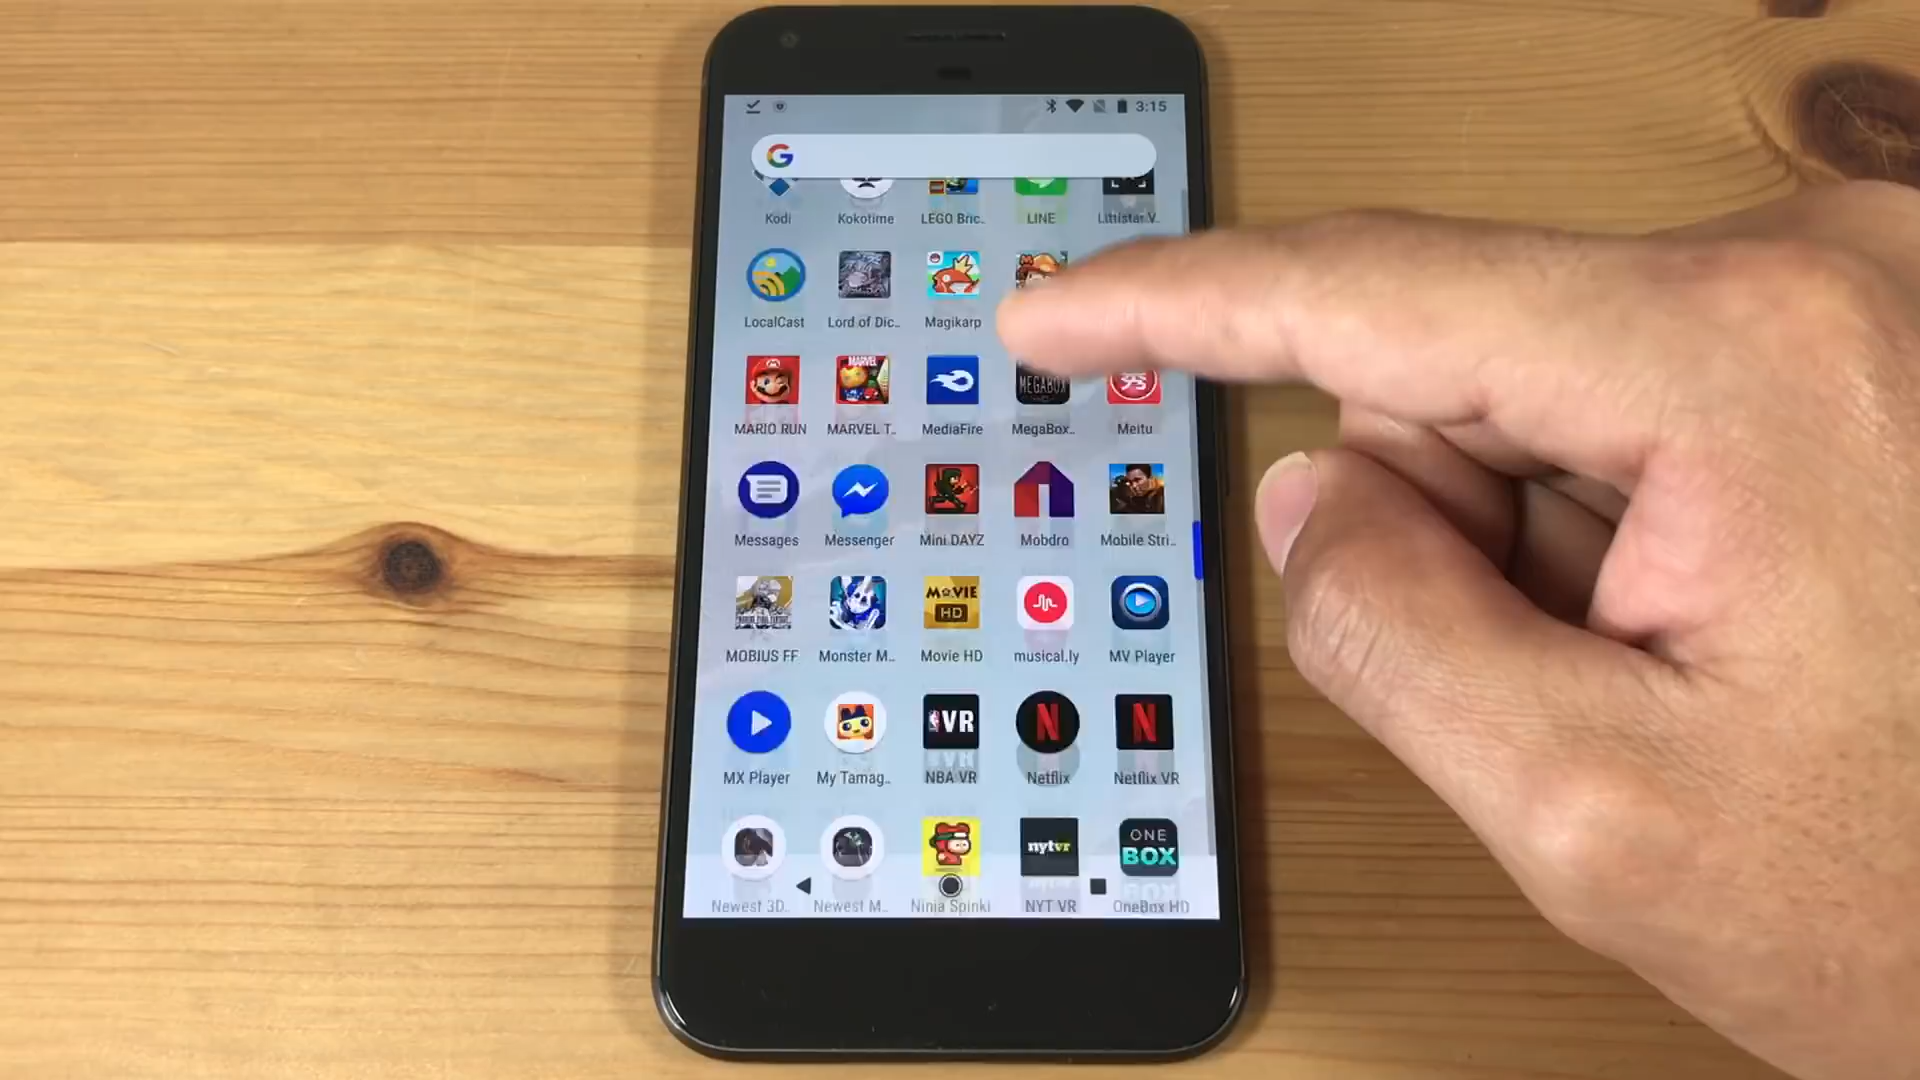 3:15
G
Kodi Kokotime LEGO Bric.. LINE Littlstar V..
LocalCast Lord of Dic.. Magikarp
MARVEL
MEGABOX
MARIO RUN MARVEL T.. MediaFire MegaBox.. Meitu
Messages Messenger Mini DAYZ Mobdro Mobile Stri..
MOVIE
HD
MOBIUS FF Monster M.. Movie HD musical.ly MV Player
VR N N
MX Player My Tamag.. NBA VR Netflix Netflix VR
nytvr ONE
BOX
Newest 3D.. Newest M.. Ninja Spinki NYT VR OneBox HD